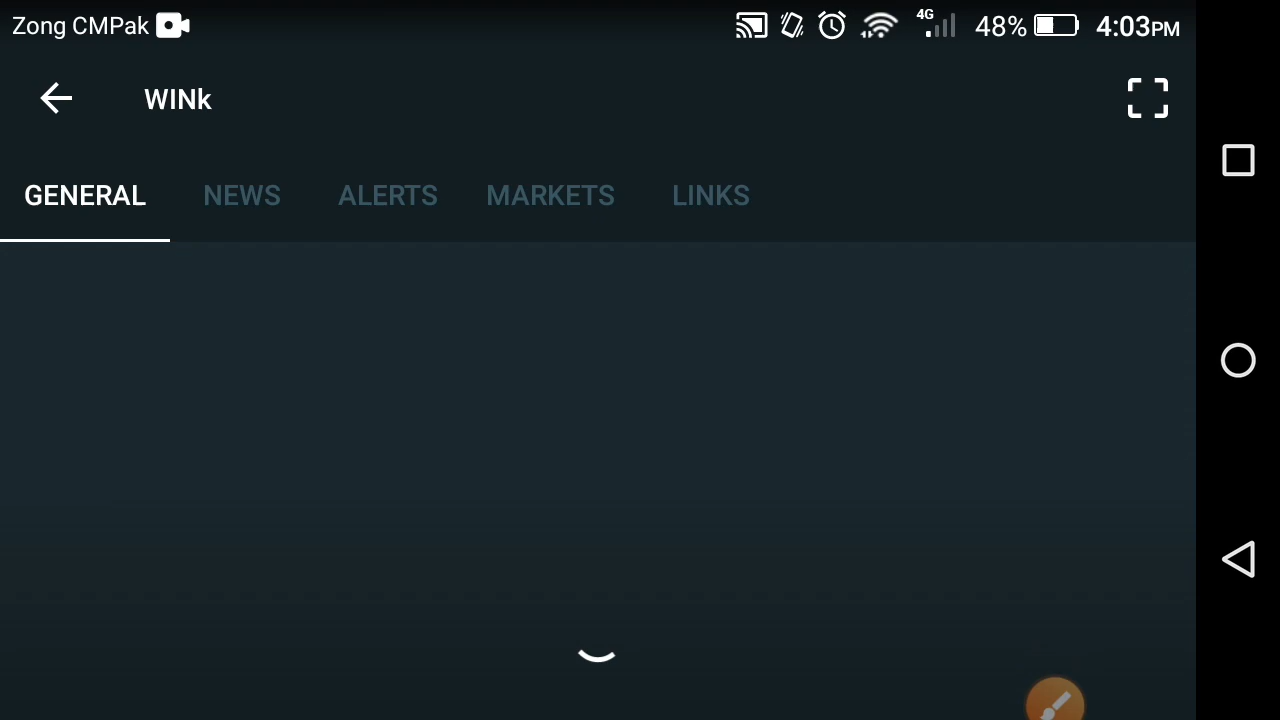 Zong CMPak 4G 48% 4:03PM
WINk
GENERAL NEWS ALERTS MARKETS LINKS